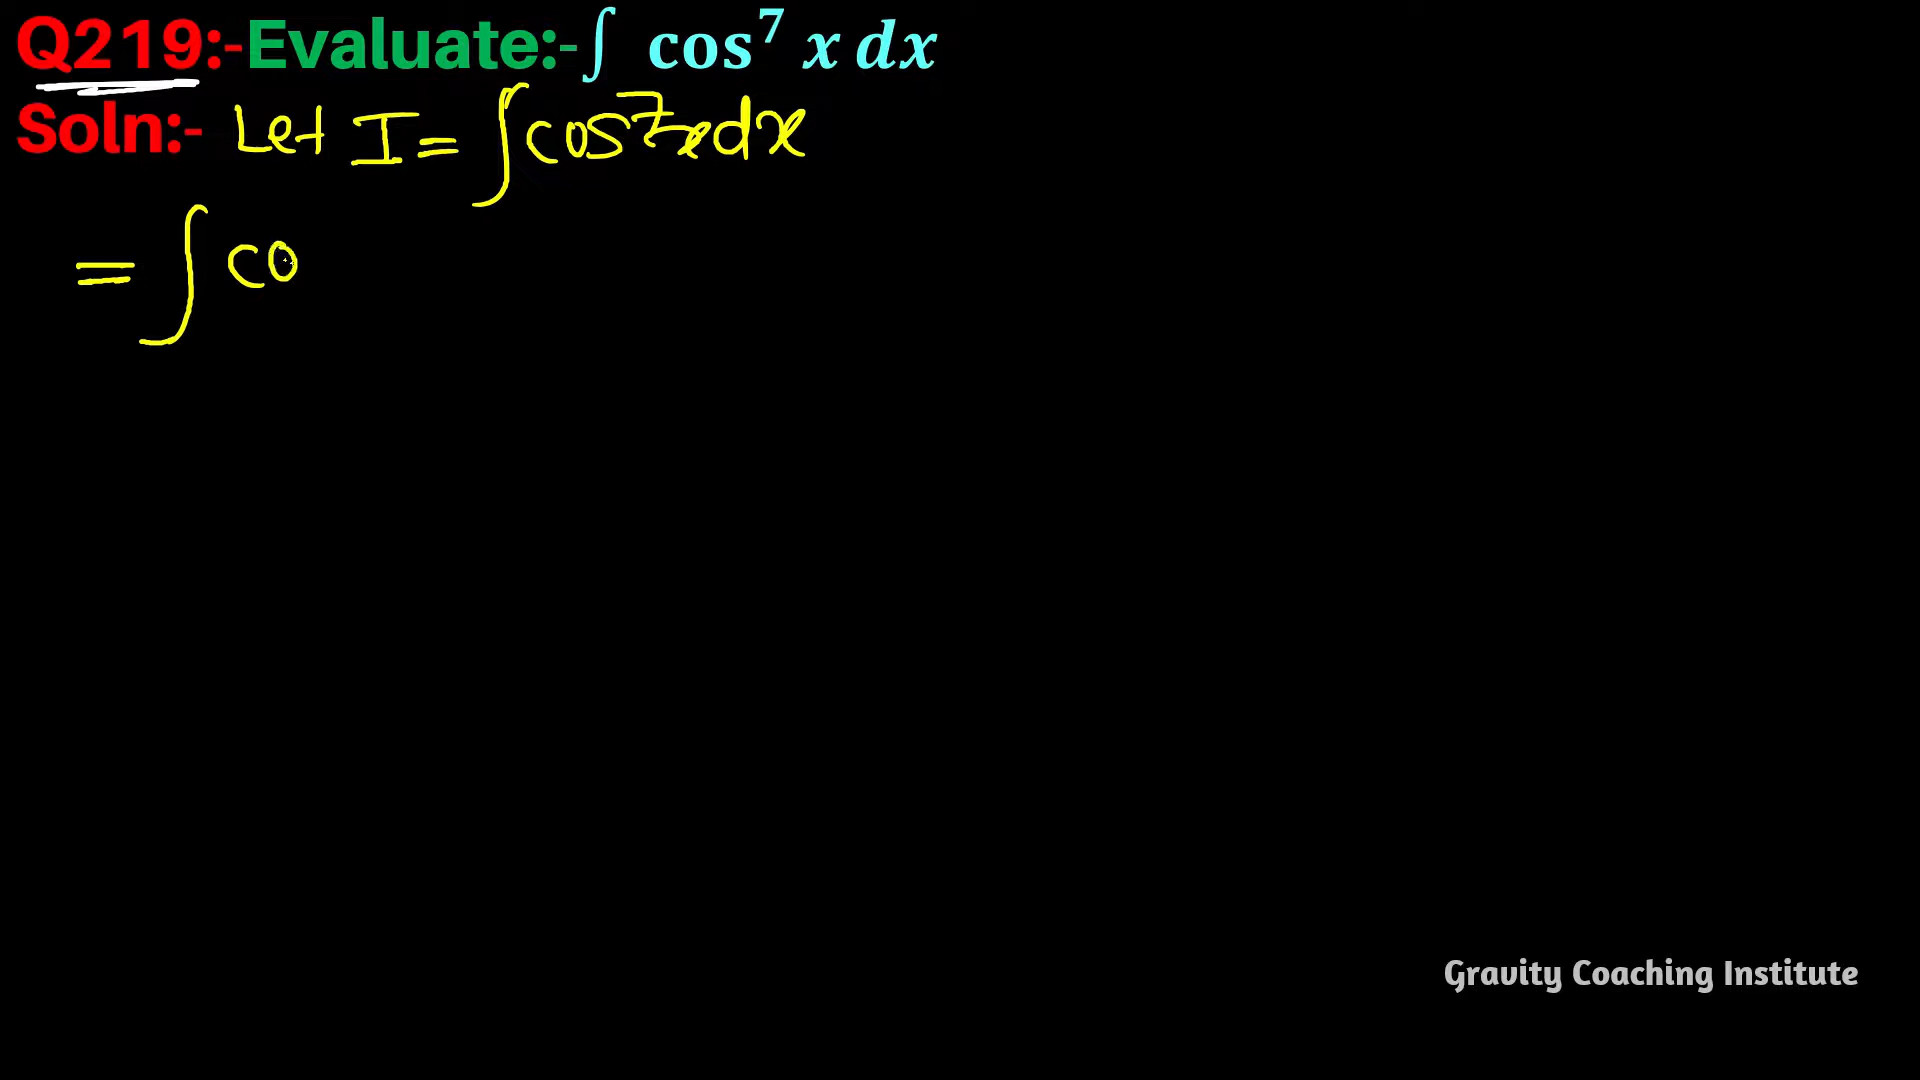 Q219:-Evaluate:-∫ cos⁷ x dx
Soln:- Let I = ∫cos⁷x dx
= ∫ co
Gravity Coaching Institute